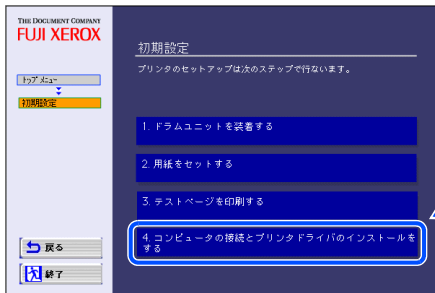 THE DOCUMENT COMPANY
FUJI XEROX
トップ メニュー
初期設定
初期設定
プリンタのセットアップは次のステップで行ないます。
1. ドラムユニットを装着する
2. 用紙をセットする
3. テストページを印刷する
4. コンピュータの接続とプリンタドライバのインストールを
する
戻る
終了